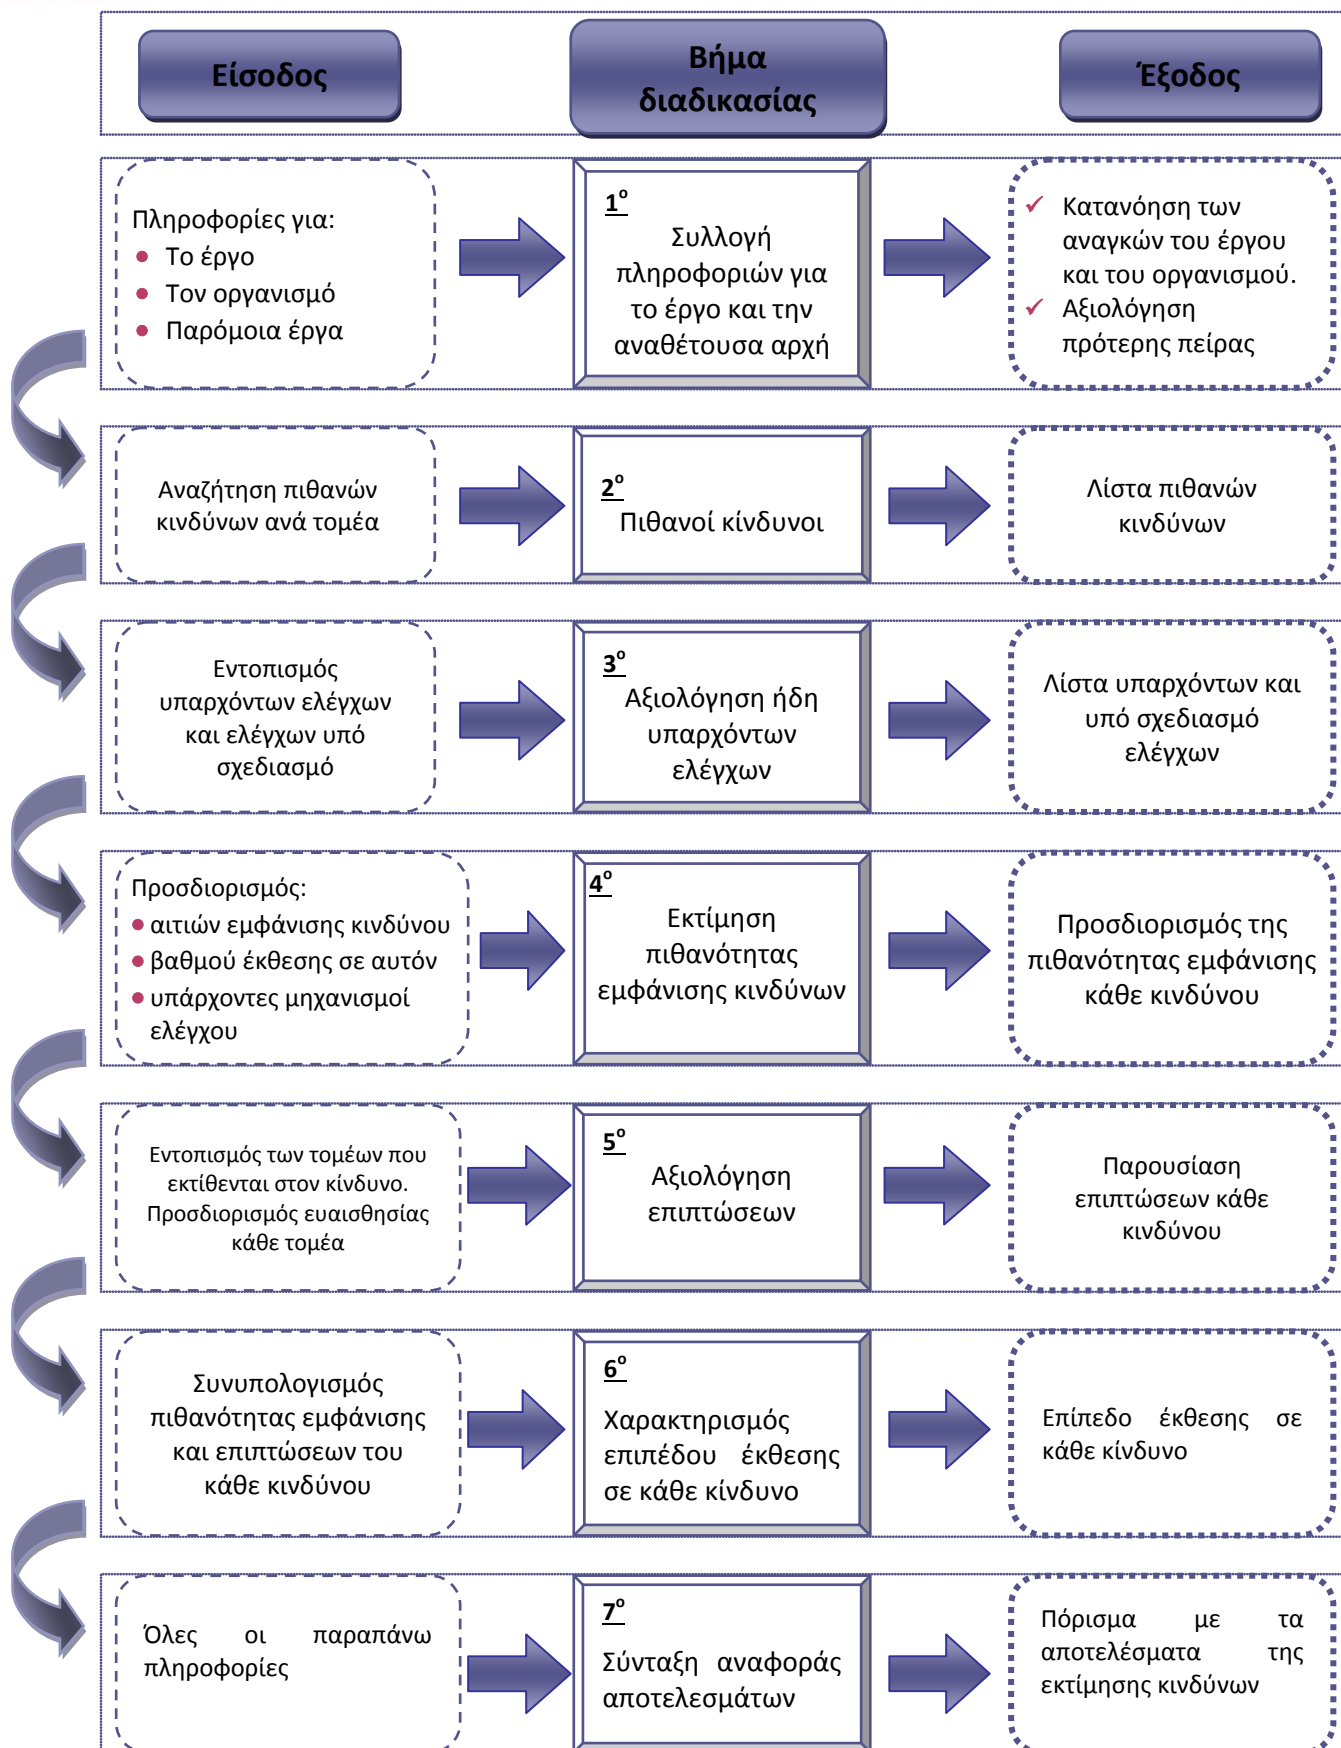 Είσοδος
Βήμα
διαδικασίας
Έξοδος
Πληροφορίες για:
Το έργο
Τον οργανισμό
Παρόμοια έργα
1ο
Συλλογή
πληροφοριών για
το έργο και την
αναθέτουσα αρχή
Κατανόηση των
αναγκών του έργου
και του οργανισμού.
Αξιολόγηση
πρότερης πείρας
Αναζήτηση πιθανών
κινδύνων ανά τομέα
2ο
Πιθανοί κίνδυνοι
Λίστα πιθανών
κινδύνων
Εντοπισμός
υπαρχόντων ελέγχων
και ελέγχων υπό
σχεδιασμό
3ο
Αξιολόγηση ήδη
υπαρχόντων
ελέγχων
Λίστα υπαρχόντων και
υπό σχεδιασμό
ελέγχων
Προσδιορισμός:
αιτιών εμφάνισης κινδύνου
βαθμού έκθεσης σε αυτόν
υπάρχοντες μηχανισμοί
ελέγχου
4ο
Εκτίμηση
πιθανότητας
εμφάνισης κινδύνων
Προσδιορισμός της
πιθανότητας εμφάνισης
κάθε κινδύνου
Εντοπισμός των τομέων που
εκτίθενται στον κίνδυνο.
Προσδιορισμός ευαισθησίας
κάθε τομέα
5ο
Αξιολόγηση
επιπτώσεων
Παρουσίαση
επιπτώσεων κάθε
κινδύνου
Συνυπολογισμός
πιθανότητας εμφάνισης
και επιπτώσεων του
κάθε κινδύνου
6ο
Χαρακτηρισμός
επιπέδου έκθεσης
σε κάθε κίνδυνο
Επίπεδο έκθεσης σε
κάθε κίνδυνο
Όλες οι παραπάνω
πληροφορίες
7ο
Σύνταξη αναφοράς
αποτελεσμάτων
Πόρισμα με τα
αποτελέσματα της
εκτίμησης κινδύνων